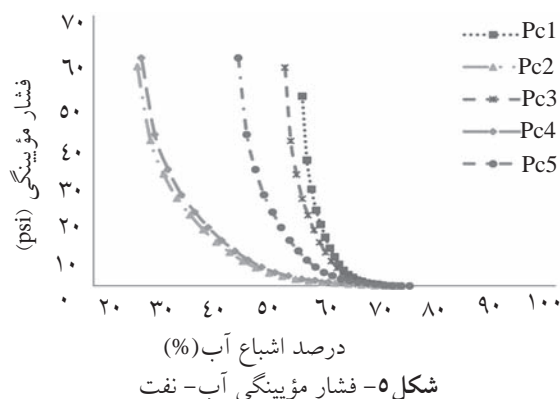 ۷۰
۶۰
۵۰
۴۰
۳۰
۲۰
۱۰
۰
فشار مؤیینگی (psi)
Pc1
Pc2
Pc3
Pc4
Pc5
۲۰ ۳۰ ۴۰ ۵۰ ۶۰ ۷۰ ۸۰ ۹۰ ۱۰۰
درصد اشباع آب(%)
شکل۵- فشار مؤیینگی آب- نفت